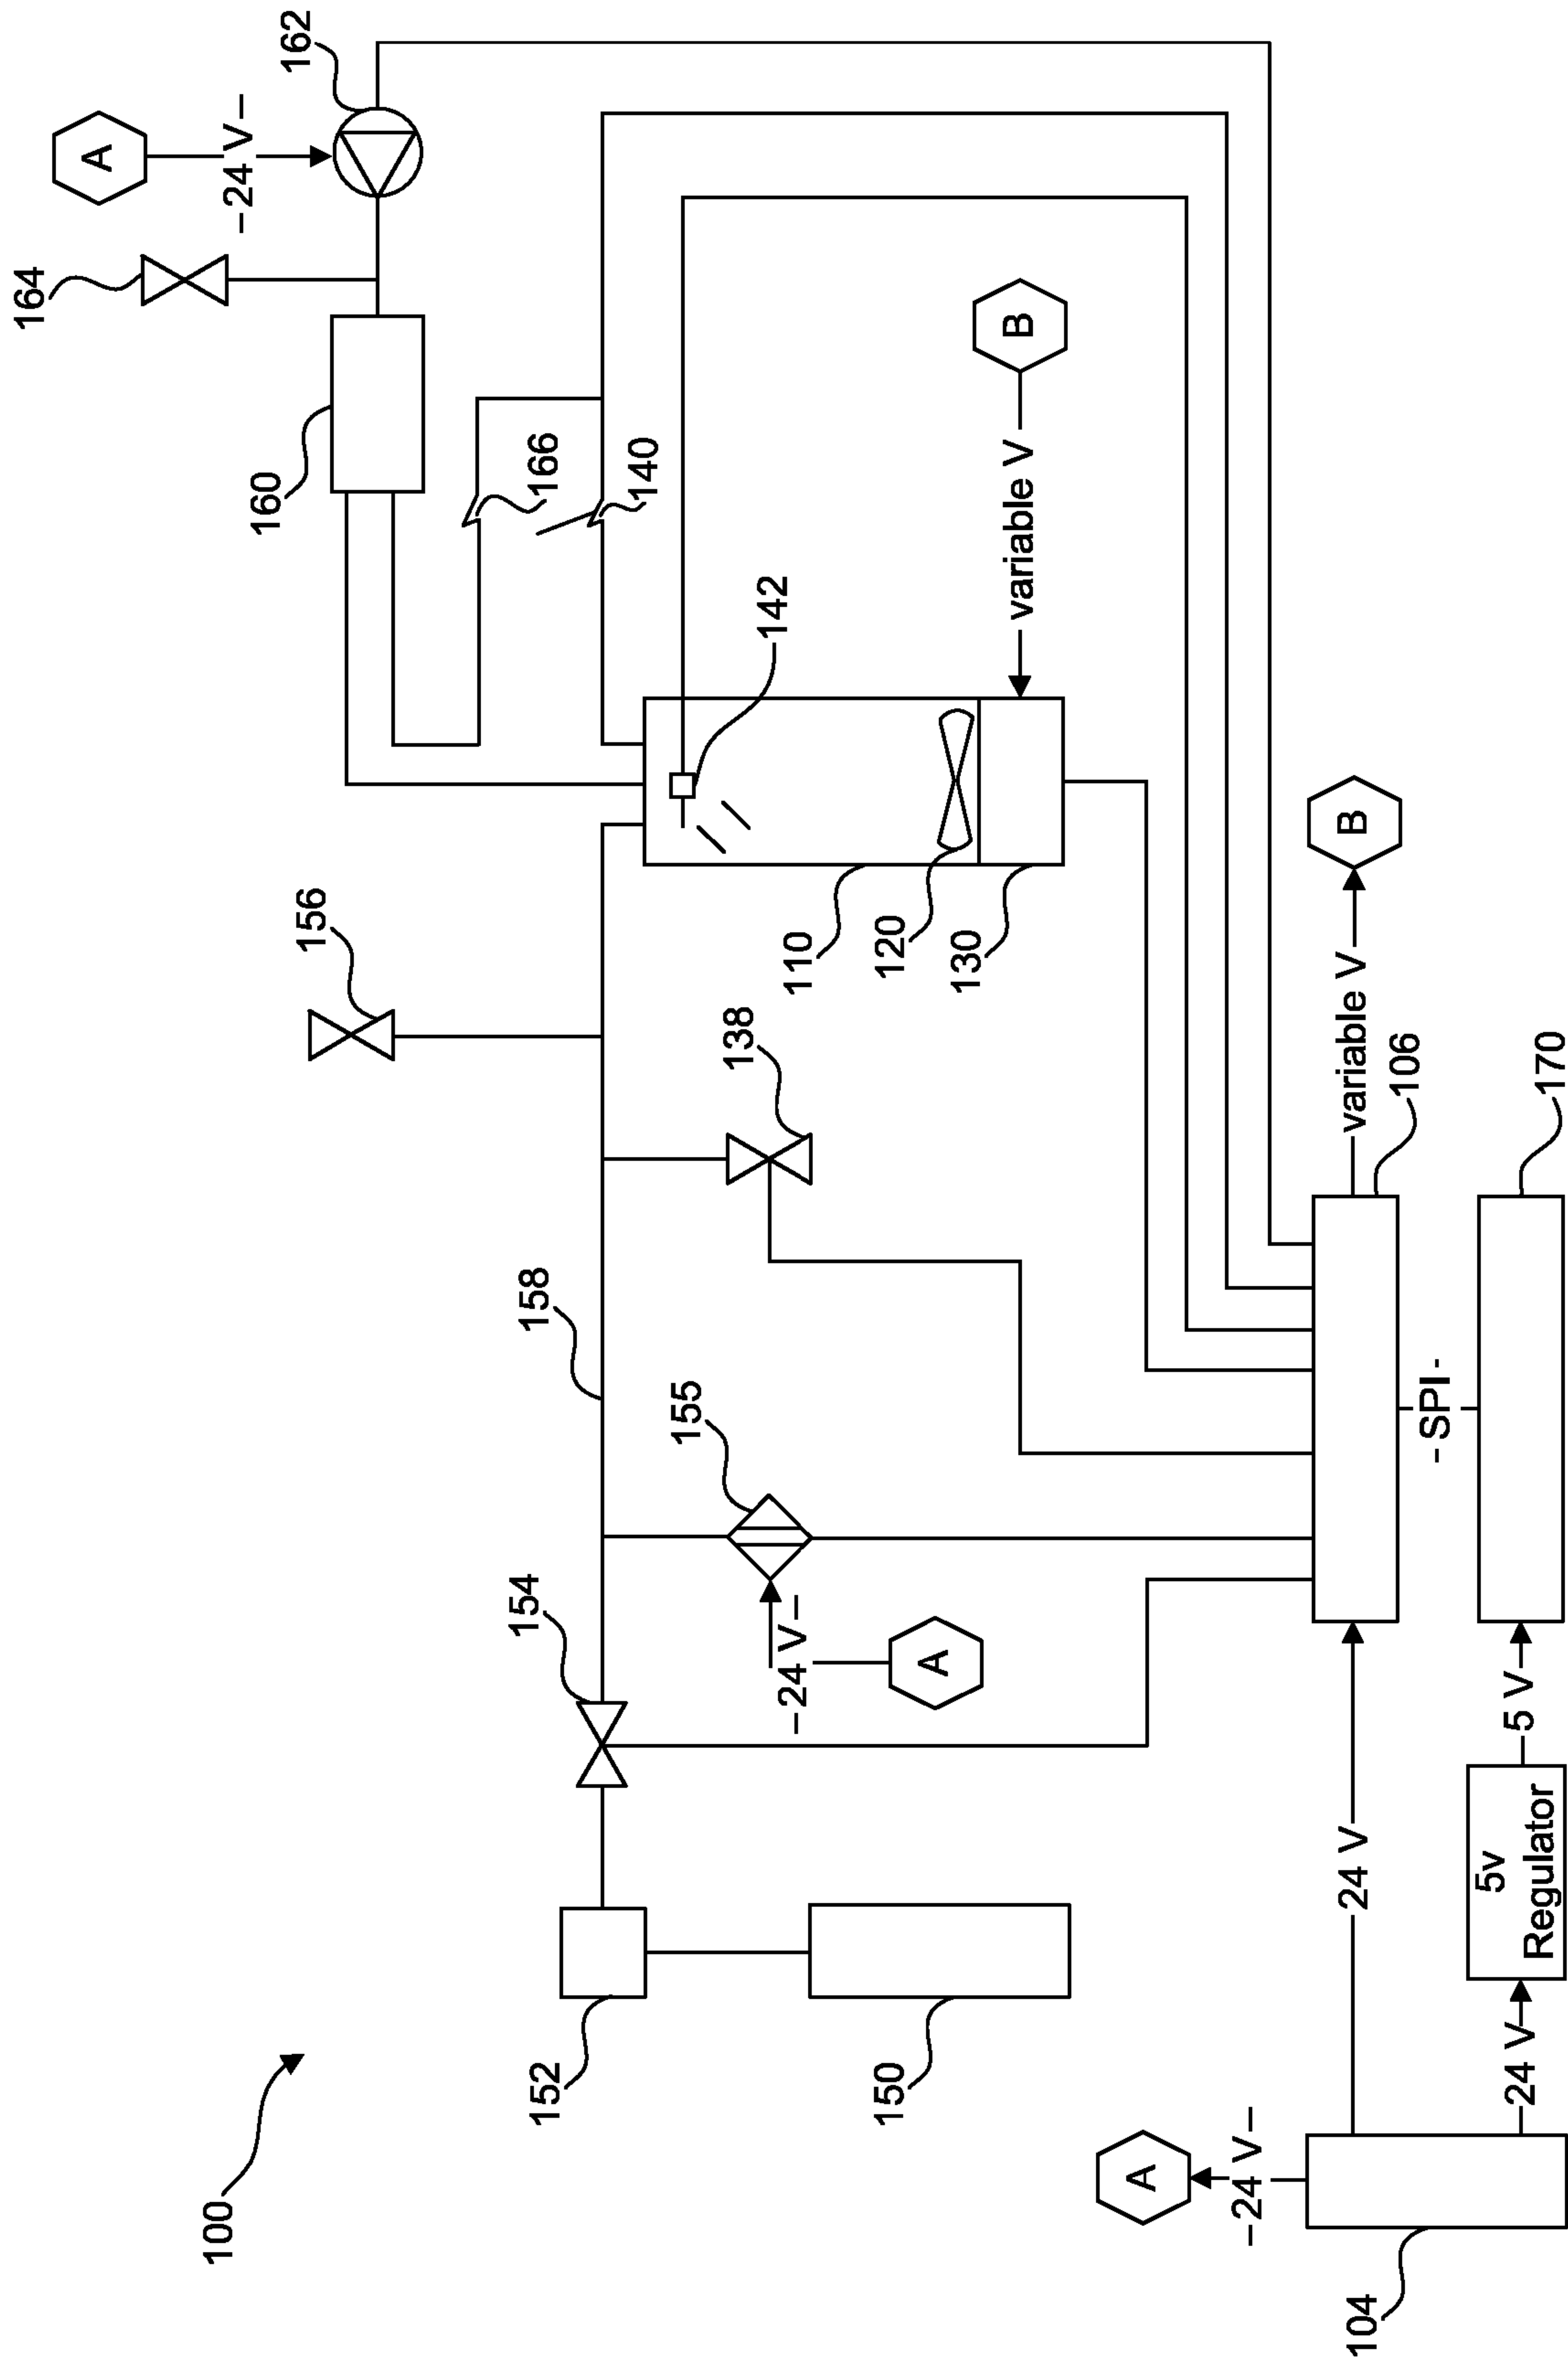 164
A
100
-24 V-
160
162
156
152
154
158
166
140
155
138
142
-24 V-
110
150
120
A
130
variable V
B
A
-24 V-
24 V
variable V
B
104
106
-SPI-
24 V
5v
Regulator
5 V
170